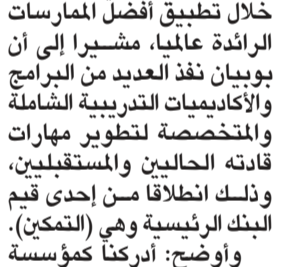 خلال تطبيق أفضل الممارسات
الرائدة عالميا، مشيرا إلى أن
بوبيان نفذ العديد من البرامج
والأكاديميات التدريبية الشاملة
والمتخصصة لتطوير مهارات
قادته الحاليين والمستقبليين،
وذلك انطلاقا من إحدى قيم
البنك الرئيسية وهي (التمكين).
وأوضح: أدركنا كمؤسسة